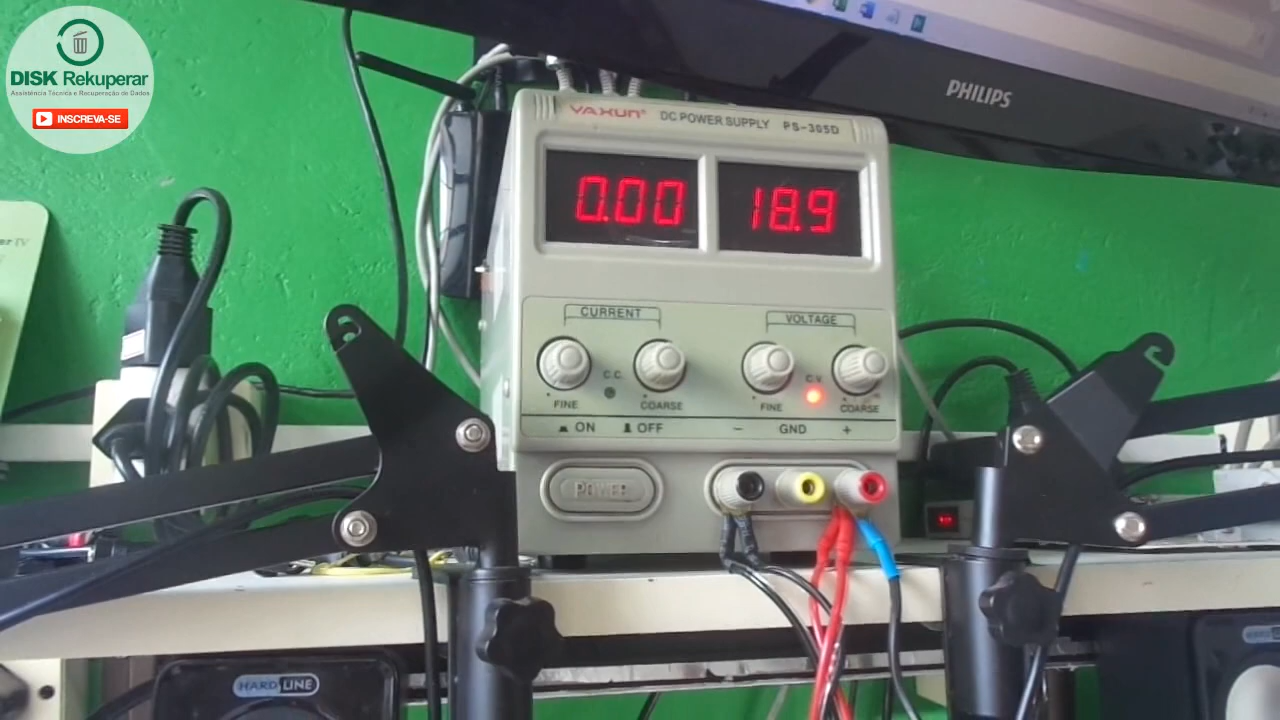 DISK Rekuperar
Assistência Técnica e Recuperação de Dados
INSCREVA-SE
PHILIPS
YAXUN® DC POWER SUPPLY PS-305D
0.00 18.9
CURRENT VOLTAGE
C.C. C.V.
FINE COARSE FINE COARSE
ON OFF - GND +
POWER
HARDLINE